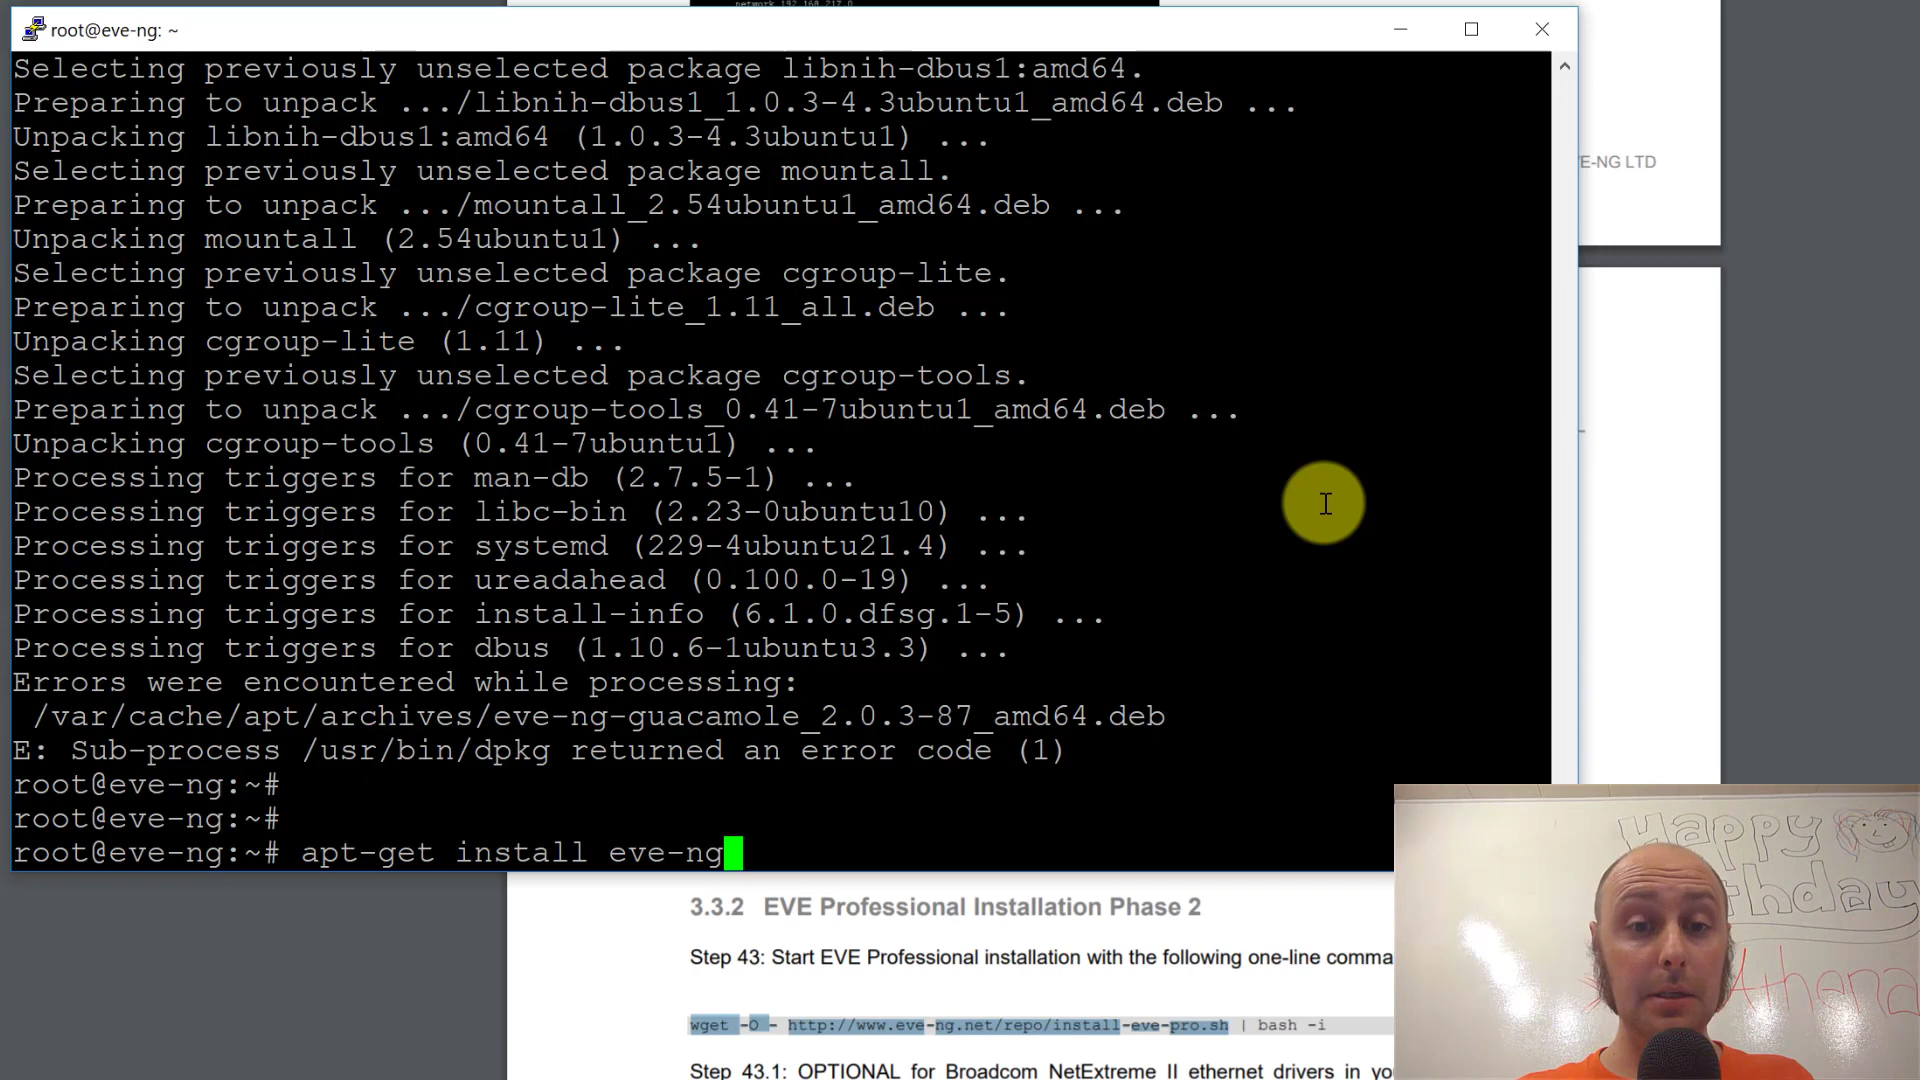 network 192.168.217.0
root@eve-ng: ~
Selecting previously unselected package libnih-dbus1:amd64.
Preparing to unpack .../libnih-dbus1_1.0.3-4.3ubuntu1_amd64.deb ...
Unpacking libnih-dbus1:amd64 (1.0.3-4.3ubuntu1) ...
Selecting previously unselected package mountall.
Preparing to unpack .../mountall_2.54ubuntu1_amd64.deb ...
Unpacking mountall (2.54ubuntu1) ...
Selecting previously unselected package cgroup-lite.
Preparing to unpack .../cgroup-lite_1.11_all.deb ...
Unpacking cgroup-lite (1.11) ...
Selecting previously unselected package cgroup-tools.
Preparing to unpack .../cgroup-tools_0.41-7ubuntu1_amd64.deb ...
Unpacking cgroup-tools (0.41-7ubuntu1) ...
Processing triggers for man-db (2.7.5-1) ...
Processing triggers for libc-bin (2.23-0ubuntu10) ...
Processing triggers for systemd (229-4ubuntu21.4) ...
Processing triggers for ureadahead (0.100.0-19) ...
Processing triggers for install-info (6.1.0.dfsg.1-5) ...
Processing triggers for dbus (1.10.6-1ubuntu3.3) ...
Errors were encountered while processing:
/var/cache/apt/archives/eve-ng-guacamole_2.0.3-87_amd64.deb
E: Sub-process /usr/bin/dpkg returned an error code (1)
root@eve-ng:~#
root@eve-ng:~#
root@eve-ng:~# apt-get install eve-ng
E-NG LTD
3.3.2 EVE Professional Installation Phase 2
Step 43: Start EVE Professional installation with the following one-line comma
wget -O - http://www.eve-ng.net/repo/install-eve-pro.sh | bash -i
Step 43.1: OPTIONAL for Broadcom NetExtreme II ethernet drivers in yo
Happy
thday
Athena